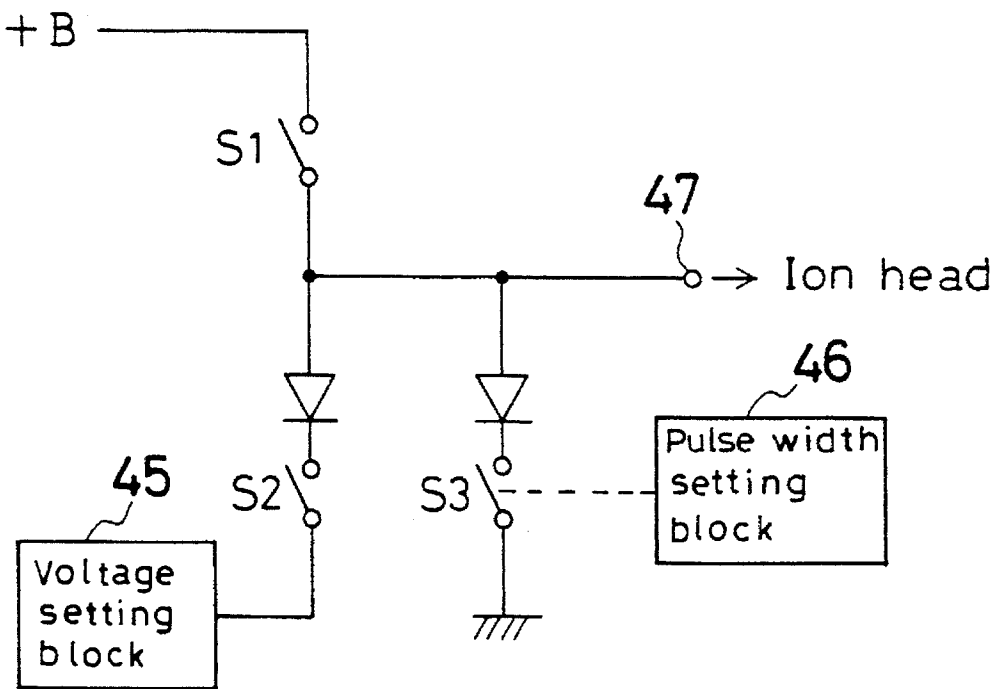 +B
S1
47
Ion head
46
Pulse width
setting
block
45
S2
S3
Voltage
setting
block